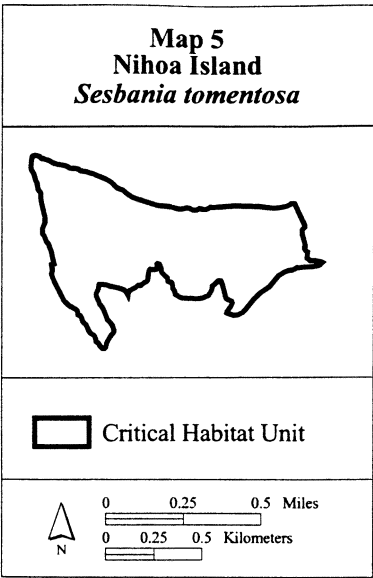 Map 5
Nihoa Island
Sesbania tomentosa
Critical Habitat Unit
N
0 0.25 0.5 Miles
0 0.25 0.5 Kilometers